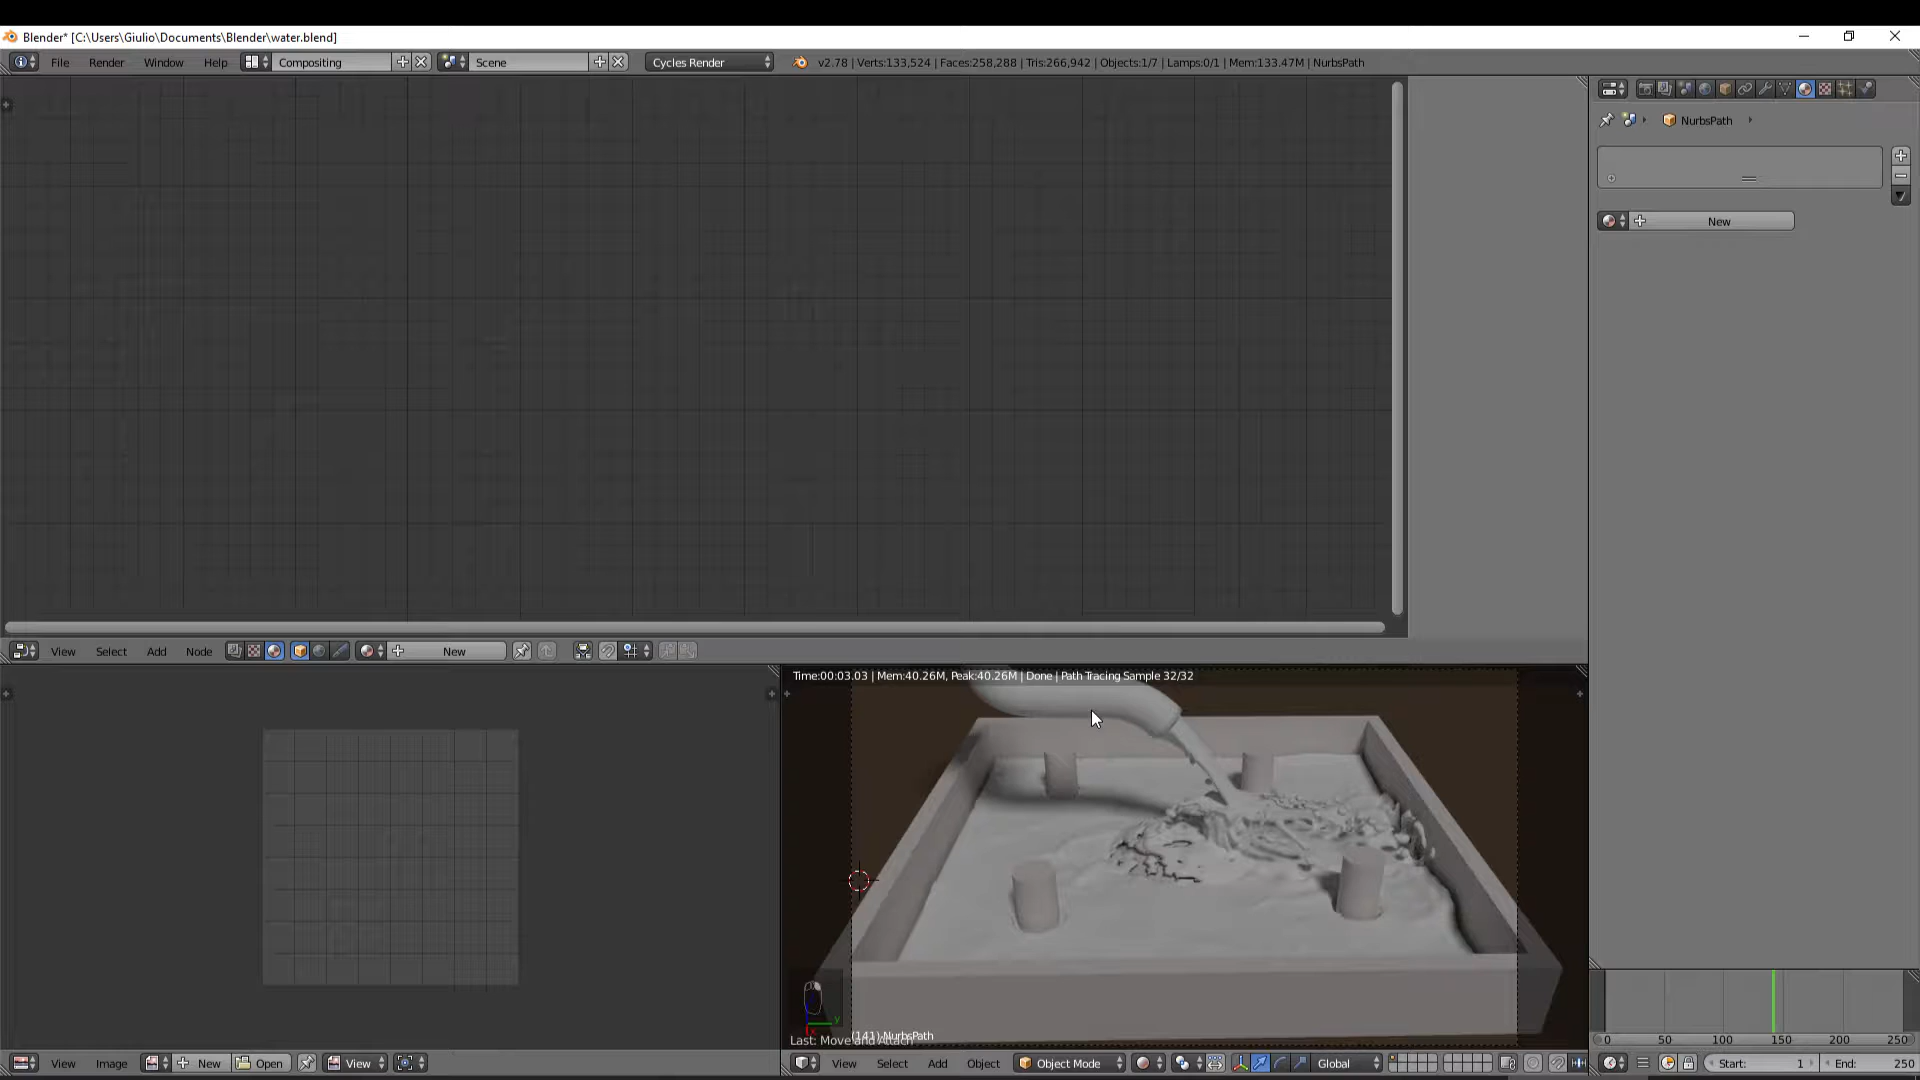 Blender* [C:\Users\Giulio\Documents\Blender\water.blend]
File Render Window Help Compositing Scene Cycles Render v2.78 | Verts:133,524 | Faces:258,288 | Tris:266,942 | Objects:1/7 | Lamps:0/1 | Mem:133.47M | NurbsPath
NurbsPath
New
View Select Add Node New
Time:00:03.03 | Mem:40.26M, Peak:40.26M | Done | Path Tracing Sample 32/32
(141) NurbsPath
Last: Move and Attach
0 50 100 150 200 250
View Image New Open View
View Select Add Object Object Mode Global
Start: 1 End: 250